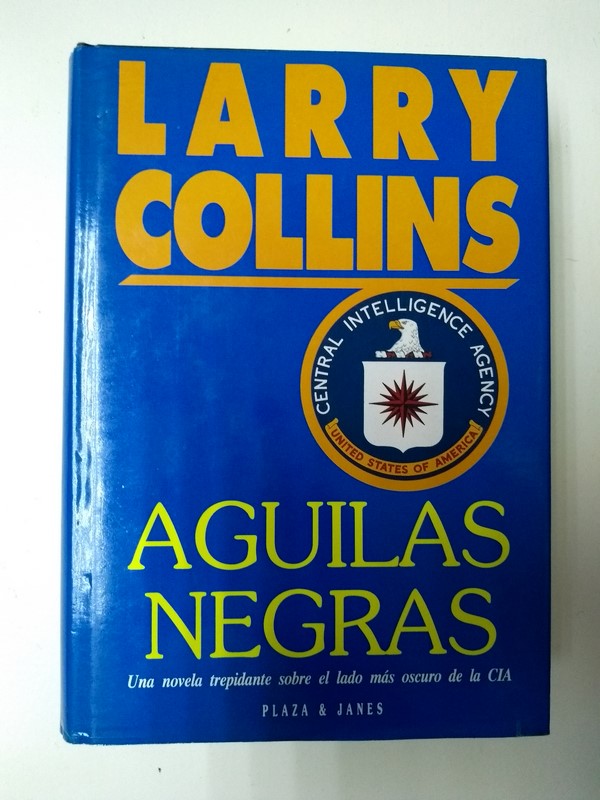 LARRY
COLLINS
CENTRAL INTELLIGENCE AGENCY
UNITED STATES OF AMERICA
AGUILAS
NEGRAS
Una novela trepidante sobre el lado más oscuro de la CIA
PLAZA & JANES